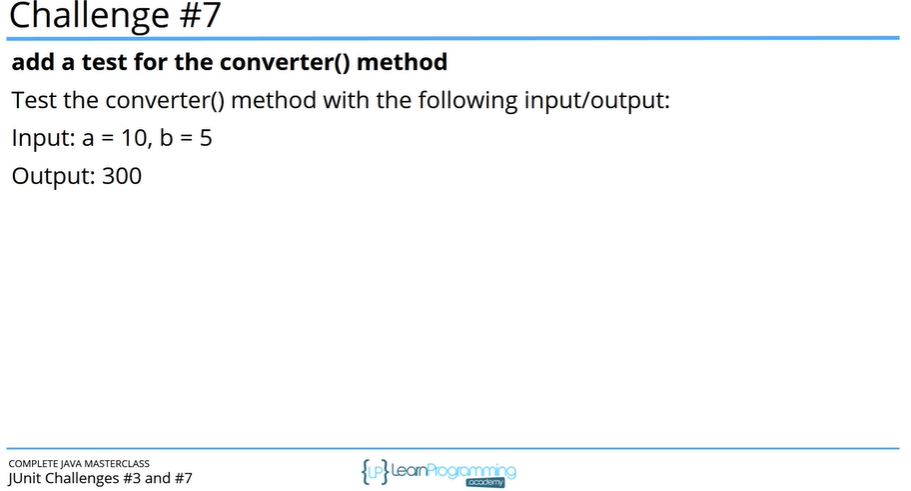 Challenge #7
add a test for the converter() method
Test the converter() method with the following input/output:
Input: a = 10, b = 5
Output: 300
COMPLETE JAVA MASTERCLASS
JUnit Challenges #3 and #7
{LP} LearnProgramming
academy